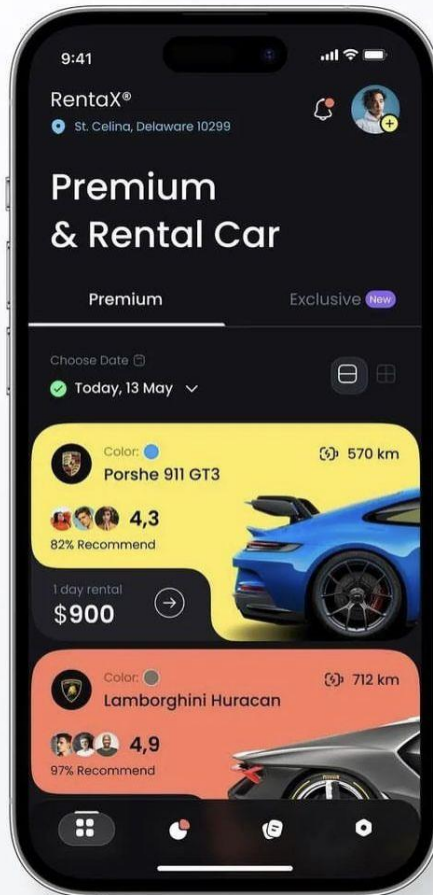 9:41
RentaX®
St. Celina, Delaware 10299
Premium
& Rental Car
Premium
Exclusive New
Choose Date
Today, 13 May
Color:
570 km
Porshe 911 GT3
4,3
82% Recommend
1 day rental
$900
Color:
712 km
Lamborghini Huracan
4,9
97% Recommend